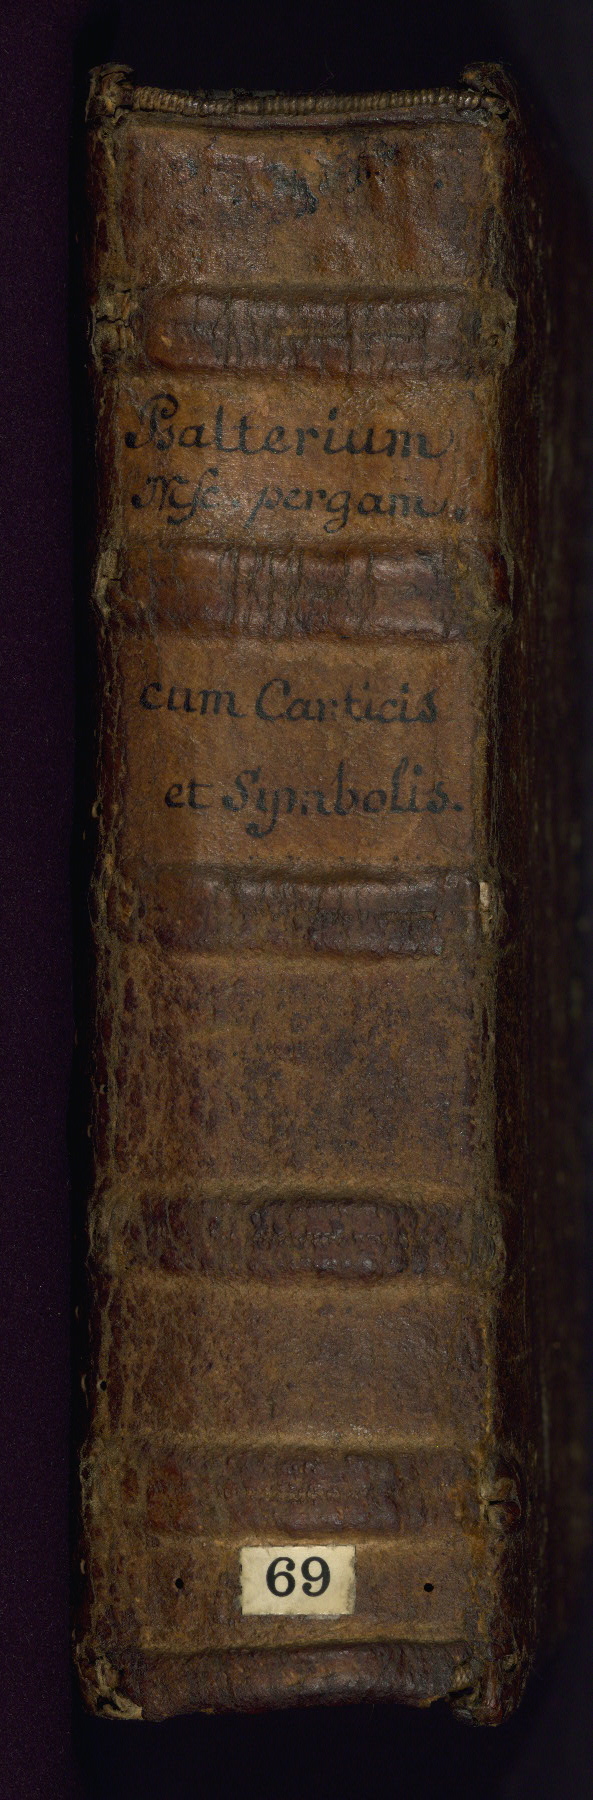 Psalterium
Msc. pergam.
cum Canticis
et Symbolis.
69